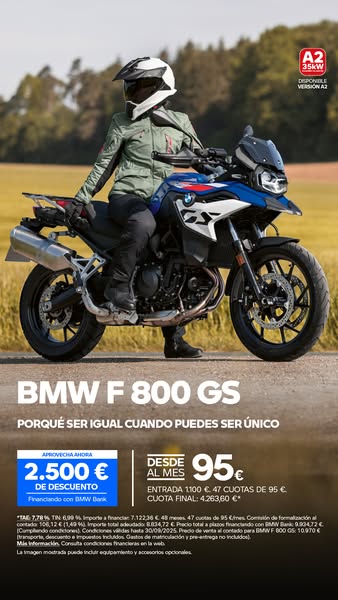 A2
35kW
DISPONIBLE
VERSIÓN A2
BMW F 800 GS
PORQUÉ SER IGUAL CUANDO PUEDES SER ÚNICO
APROVECHA AHORA
2.500 €
DE DESCUENTO
Financiando con BMW Bank
DESDE
AL MES 95€
ENTRADA 1.100 €. 47 CUOTAS DE 95 €.
CUOTA FINAL: 4.263,60 €*
*TAE: 7,78 %. TIN: 6,99 %. Importe a financiar: 7.122,36 €. 48 meses. 47 cuotas de 95 €/mes. Comisión de formalización al
contado: 106,12 € (1,49 %). Importe total adeudado: 8.834,72 €. Precio total a plazos financiando con BMW Bank: 9.934,72 €.
(Cumpliendo condiciones). Condiciones válidas hasta 30/09/2025. Precio de venta al contado para BMW F 800 GS: 10.970 €
(transporte, descuento e impuestos incluidos. Gastos de matriculación y pre-entrega no incluidos).
Más Información. Consulta condiciones financieras en la web.
La imagen mostrada puede incluir equipamiento y accesorios opcionales.